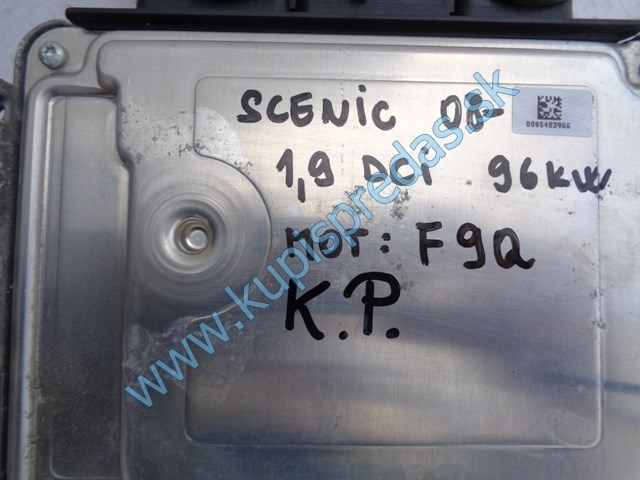 SCENIC 08-
8805483966
1,9 DCi 96KW
MOT: F9Q
K.P.
www.kupispredas.sk